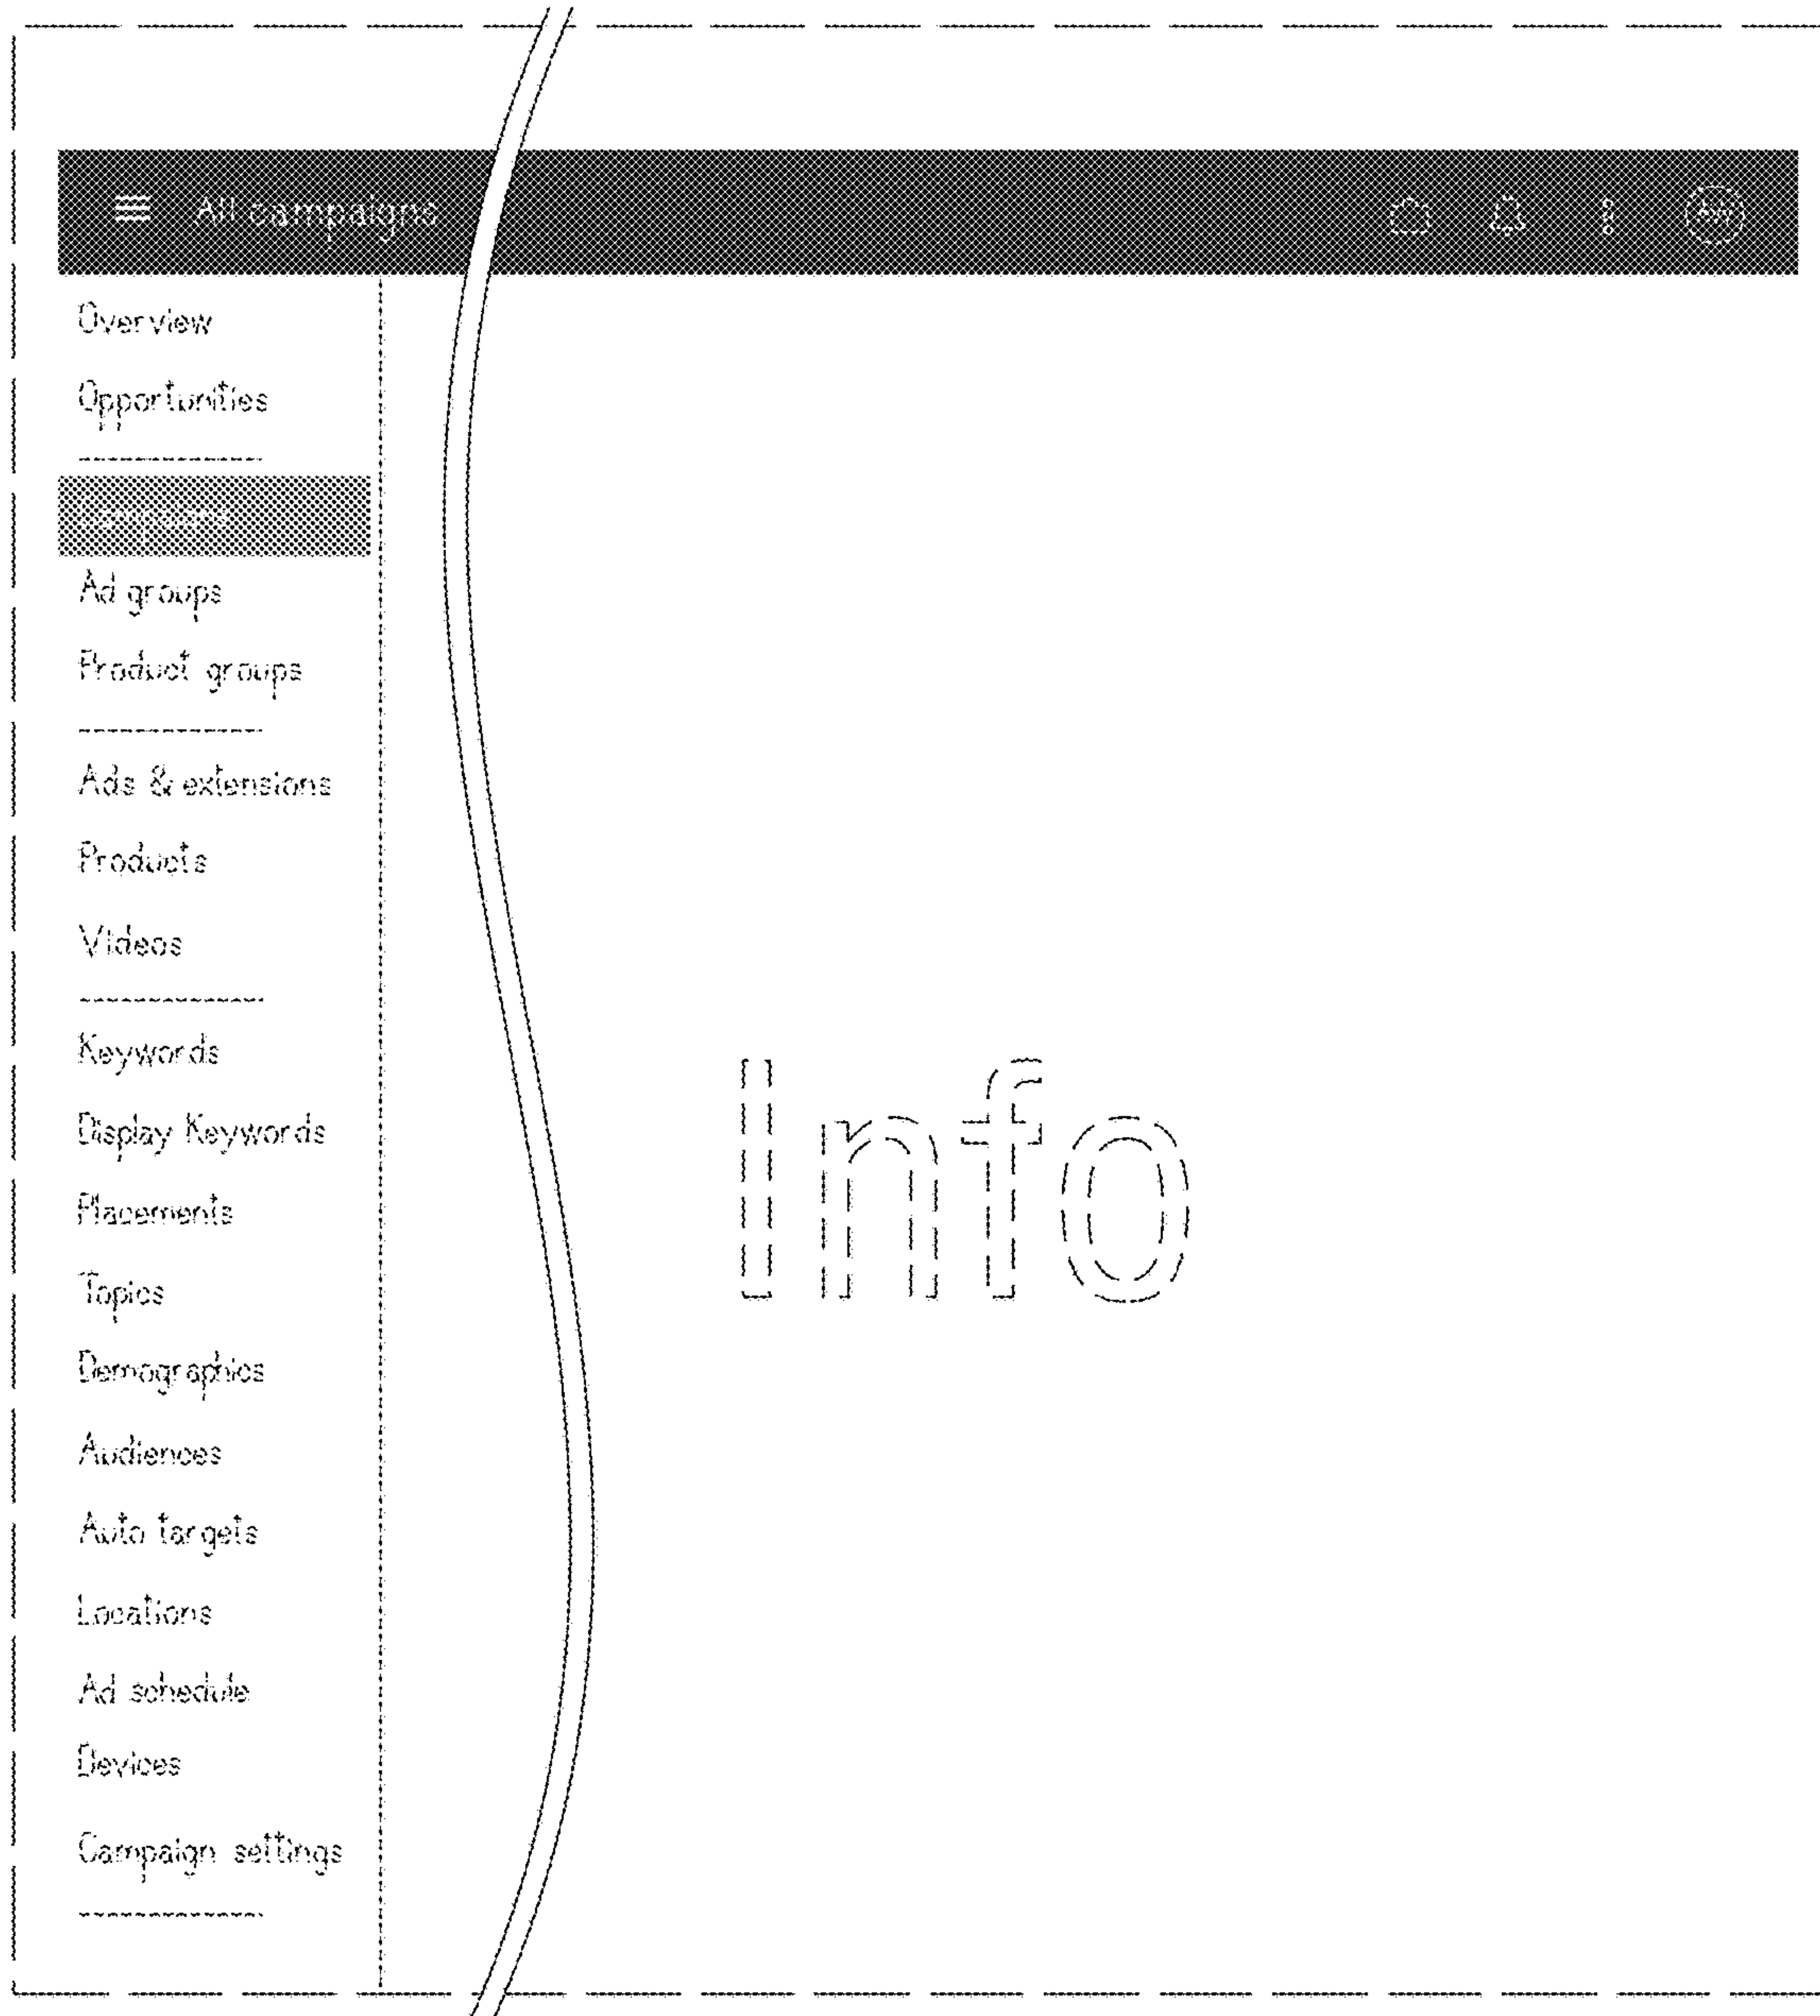 All campaigns
Overview
Opportunities
Campaigns
Ad groups
Product groups
Ads & extensions
Products
Videos
Keywords
Display Keywords
Placements
Topics
Demographics
Audiences
Auto targets
Locations
Ad schedule
Devices
Campaign settings
Info